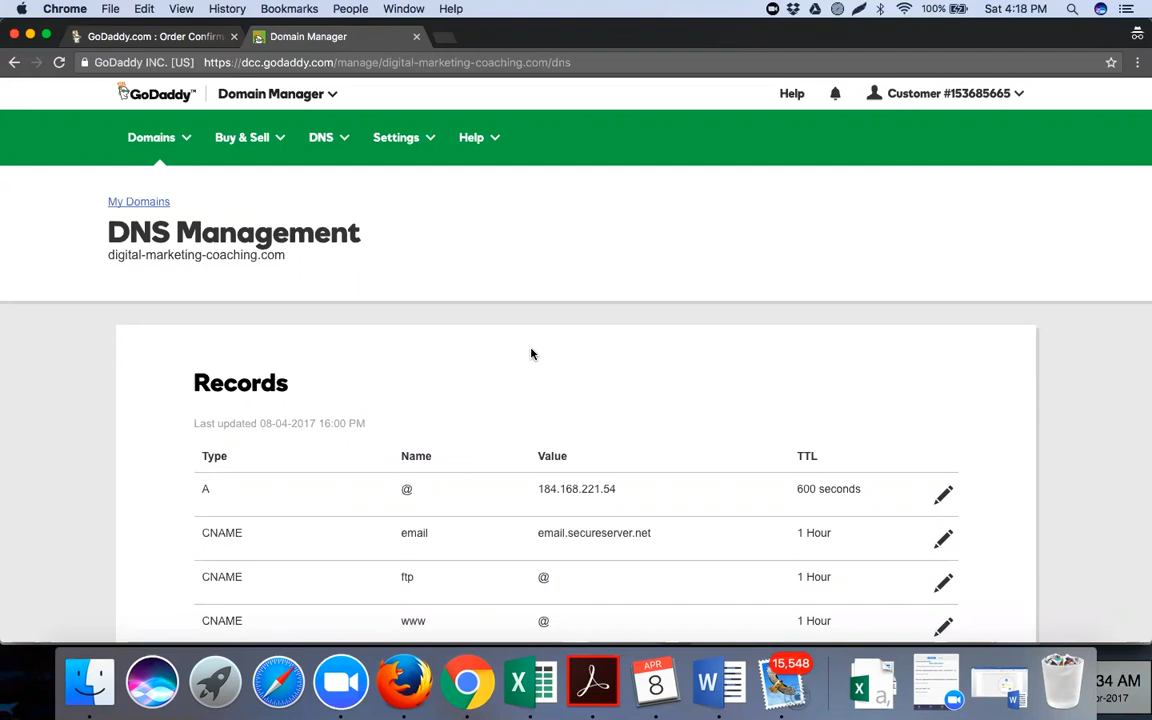 Chrome File Edit View History Bookmarks People Window Help 100% Sat 4:18 PM
GoDaddy.com : Order Confirm Domain Manager
GoDaddy INC. [US] https://dcc.godaddy.com/manage/digital-marketing-coaching.com/dns
GoDaddy™ Domain Manager Help Customer #153685665
Domains Buy & Sell DNS Settings Help
My Domains
DNS Management
digital-marketing-coaching.com
Records
Last updated 08-04-2017 16:00 PM
Type Name Value TTL
A @ 184.168.221.54 600 seconds
CNAME email email.secureserver.net 1 Hour
CNAME ftp @ 1 Hour
CNAME www @ 1 Hour
APR 15,548
8
34 AM
r-2017